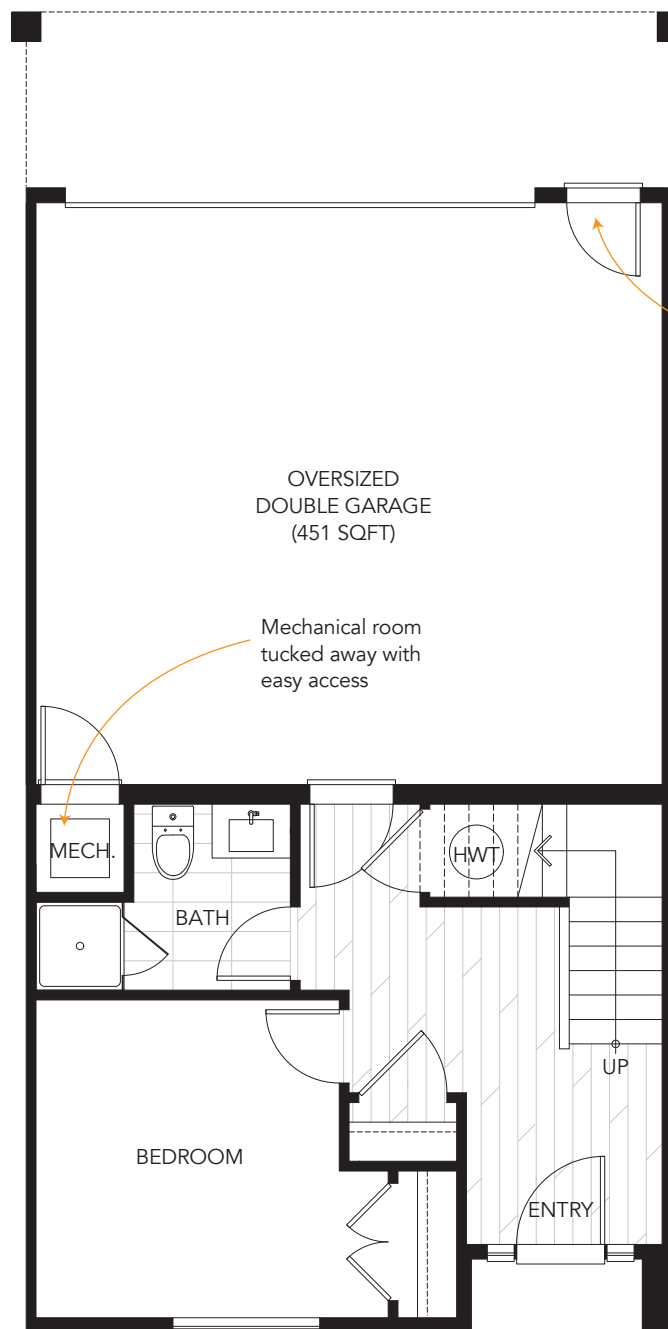 OVERSIZED
DOUBLE GARAGE
(451 SQFT)
Mechanical room
tucked away with
easy access
MECH.
HWT
BATH
UP
BEDROOM
ENTRY